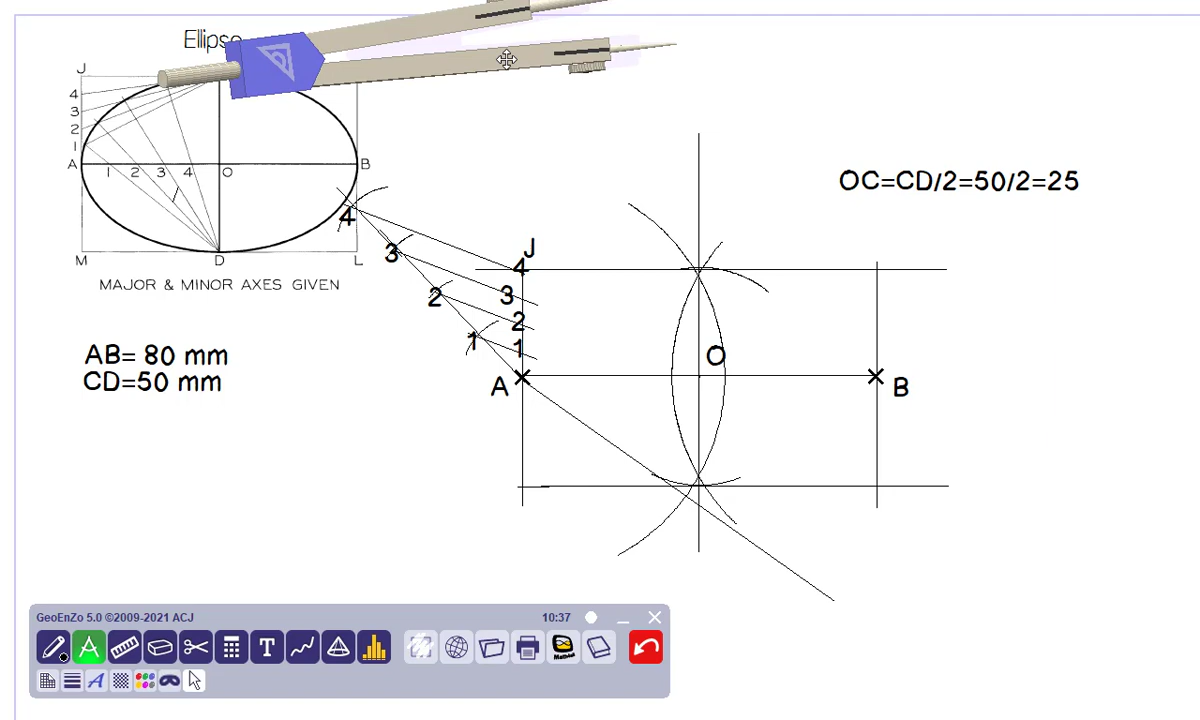 Ellipse
J
4
3
2
1
A 1 2 3 4 O B
M D L
MAJOR & MINOR AXES GIVEN
AB= 80 mm
CD=50 mm
OC=CD/2=50/2=25
4
3
2
1
J
4
3
2
1
O
A
B
GeoEnZo 5.0 ©2009-2021 ACJ 10:37
T
A